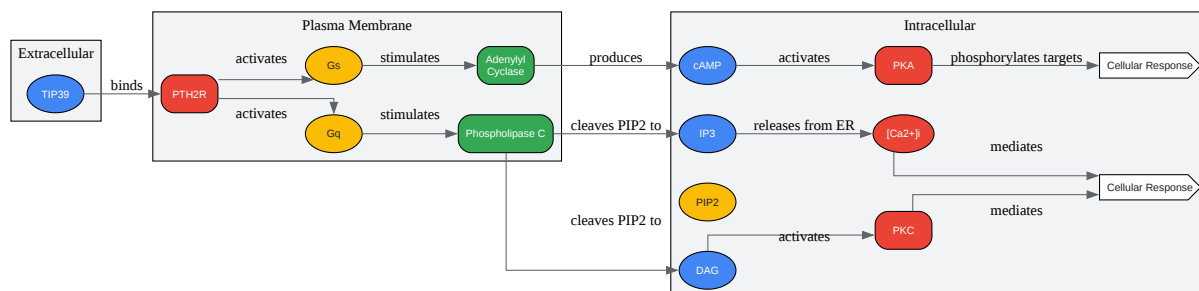 Extracellular
TIP39
binds
Plasma Membrane
PTH2R
activates
activates
Gs
Gq
stimulates
stimulates
Adenylyl
Cyclase
Phospholipase C
produces
cleaves PIP2 to
cleaves PIP2 to
Intracellular
cAMP
activates
PKA
phosphorylates targets
Cellular Response
IP3
releases from ER
[Ca2+]i
mediates
Cellular Response
PIP2
mediates
PKC
activates
DAG